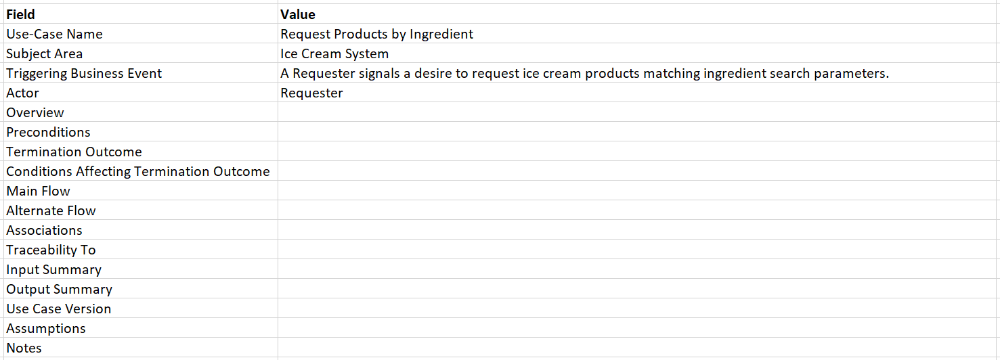 Field Value
Use-Case Name Request Products by Ingredient
Subject Area Ice Cream System
Triggering Business Event A Requester signals a desire to request ice cream products matching ingredient search parameters.
Actor Requester
Overview
Preconditions
Termination Outcome
Conditions Affecting Termination Outcome
Main Flow
Alternate Flow
Associations
Traceability To
Input Summary
Output Summary
Use Case Version
Assumptions
Notes